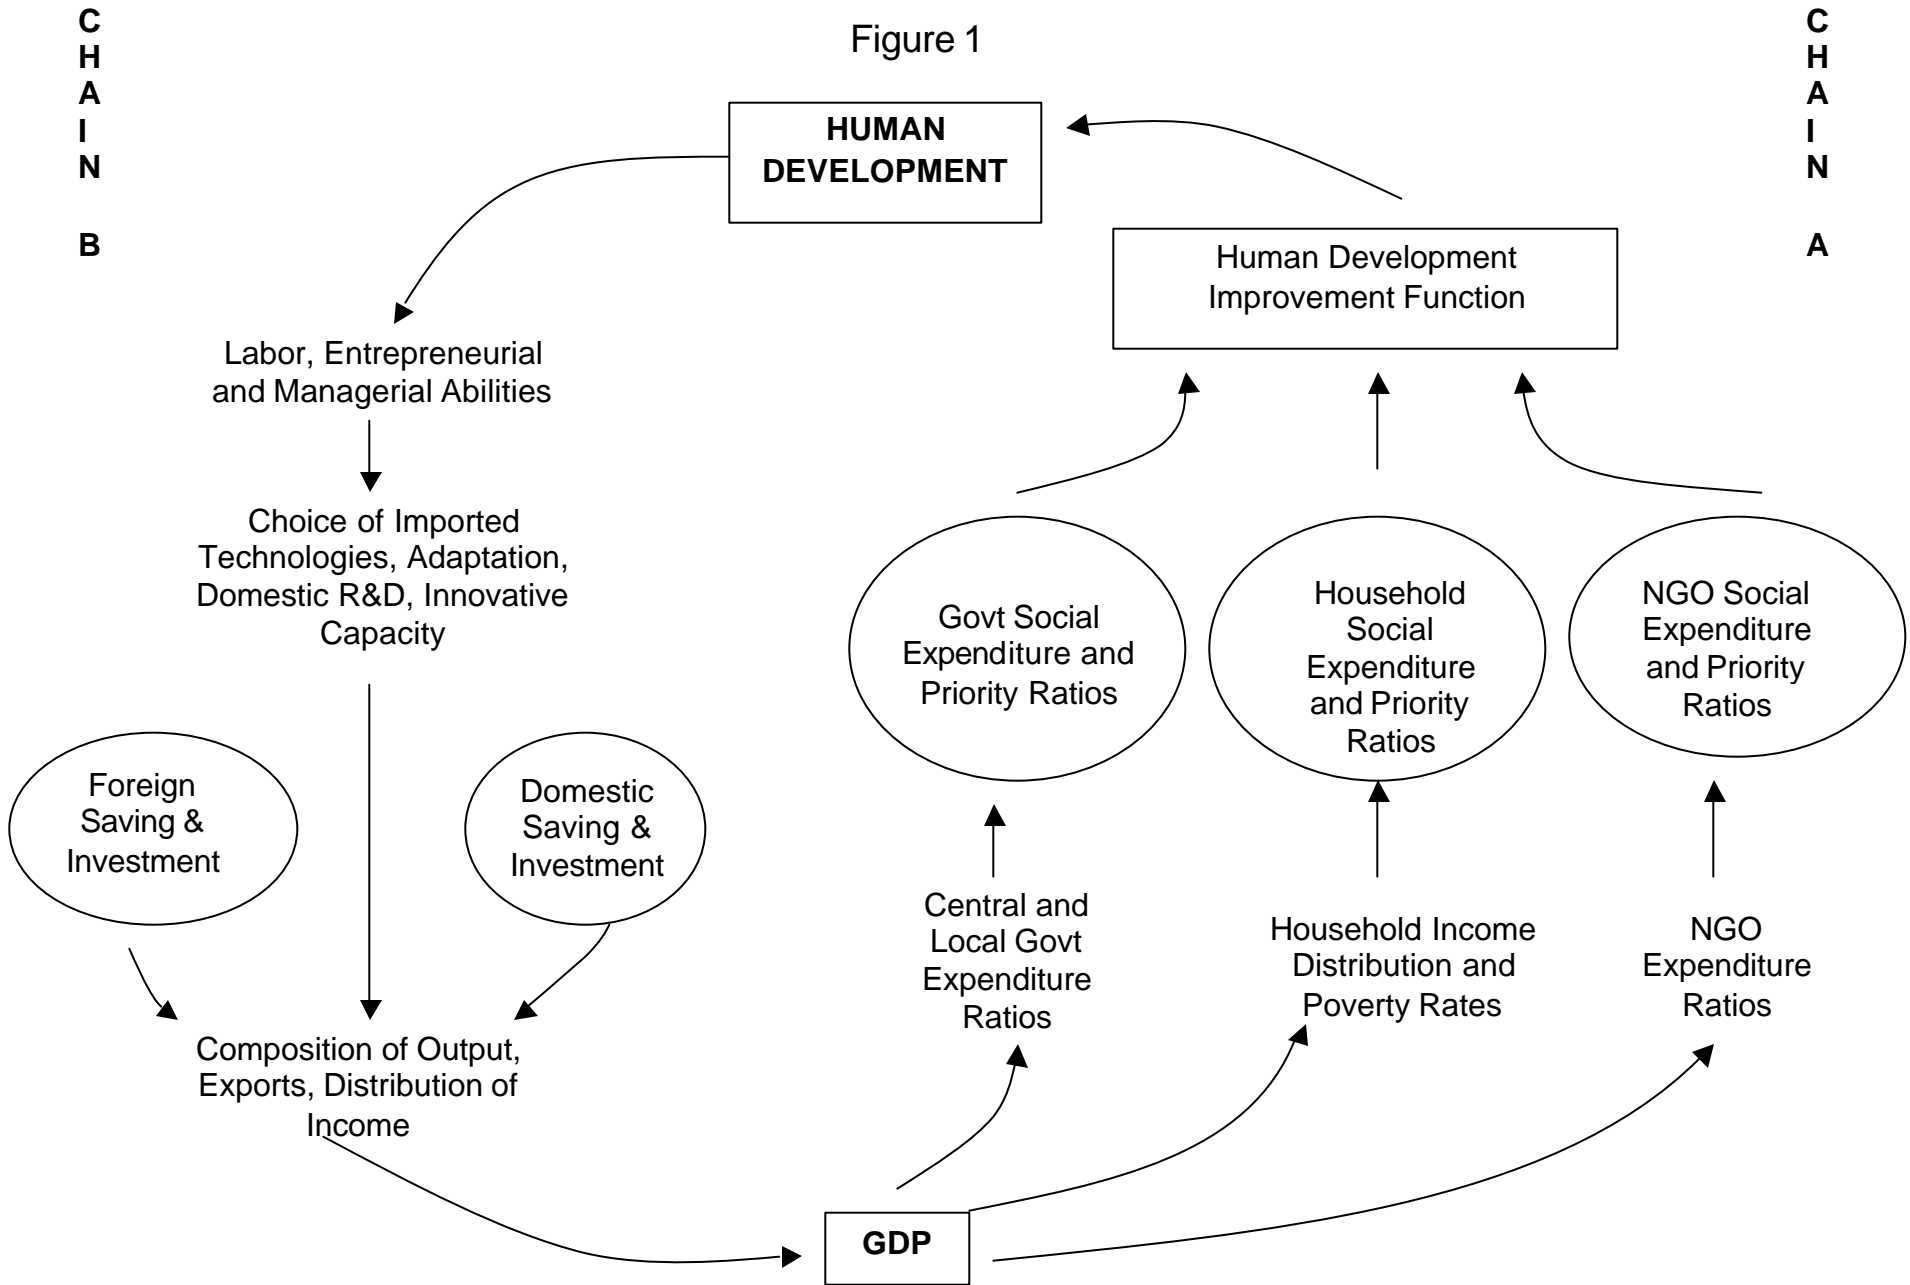 Figure 1
CHAIN B
CHAIN A
HUMAN
DEVELOPMENT
Human Development
Improvement Function
Labor, Entrepreneurial
and Managerial Abilities
Choice of Imported
Technologies, Adaptation,
Domestic R&D, Innovative
Capacity
Foreign
Saving &
Investment
Domestic
Saving &
Investment
Composition of Output,
Exports, Distribution of
Income
Govt Social
Expenditure and
Priority Ratios
Household
Social
Expenditure
and Priority
Ratios
NGO Social
Expenditure
and Priority
Ratios
Central and
Local Govt
Expenditure
Ratios
Household Income
Distribution and
Poverty Rates
NGO
Expenditure
Ratios
GDP